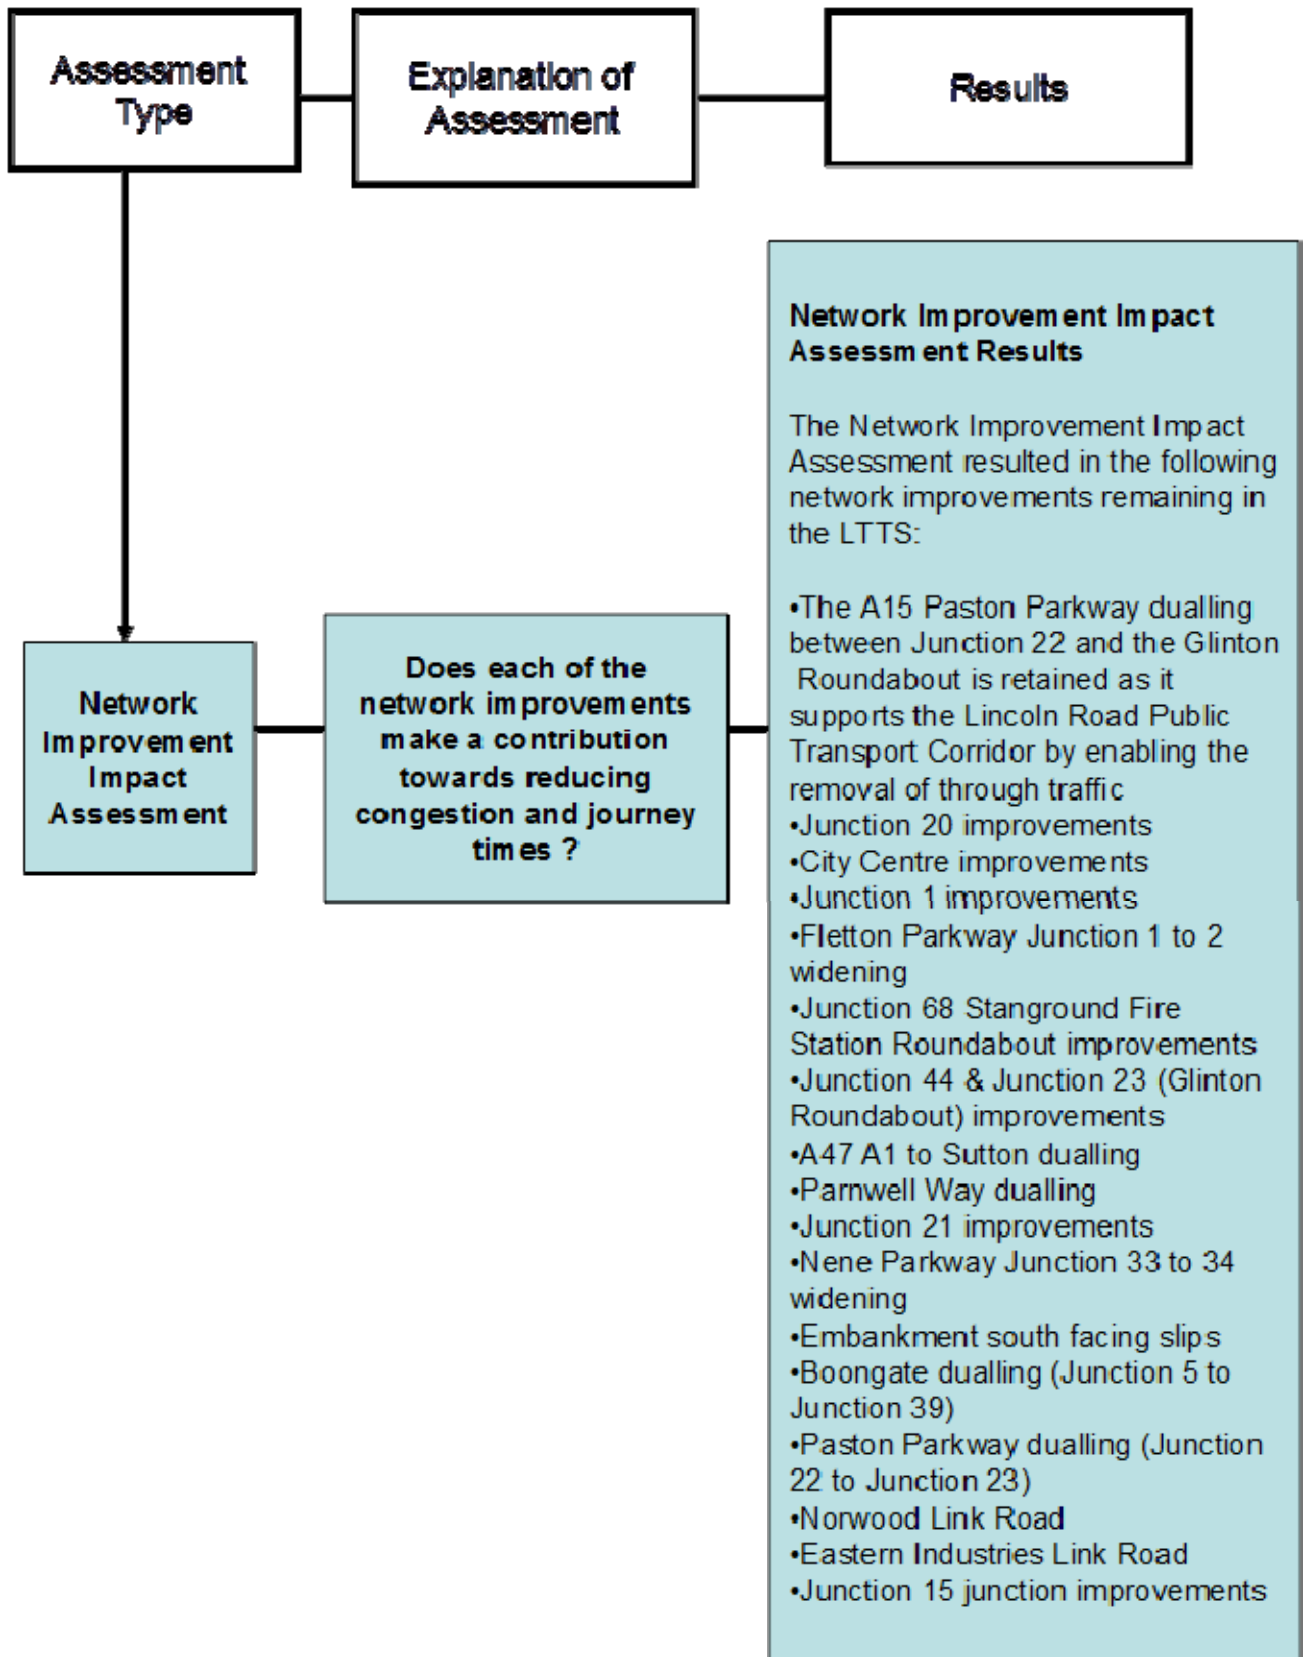 Assessment
Type
Explanation of
Assessment
Results
Network
Improvement
Impact
Assessment
Does each of the
network improvements
make a contribution
towards reducing
congestion and journey
times ?
Network Improvement Impact
Assessment Results
The Network Improvement Impact
Assessment resulted in the following
network improvements remaining in
the LTTS:
•The A15 Paston Parkway dualling
between Junction 22 and the Glinton
Roundabout is retained as it
supports the Lincoln Road Public
Transport Corridor by enabling the
removal of through traffic
•Junction 20 improvements
•City Centre improvements
•Junction 1 improvements
•Fletton Parkway Junction 1 to 2
widening
•Junction 68 Stanground Fire
Station Roundabout improvements
•Junction 44 & Junction 23 (Glinton
Roundabout) improvements
•A47 A1 to Sutton dualling
•Parnwell Way dualling
•Junction 21 improvements
•Nene Parkway Junction 33 to 34
widening
•Embankment south facing slips
•Boongate dualling (Junction 5 to
Junction 39)
•Paston Parkway dualling (Junction
22 to Junction 23)
•Norwood Link Road
•Eastern Industries Link Road
•Junction 15 junction improvements